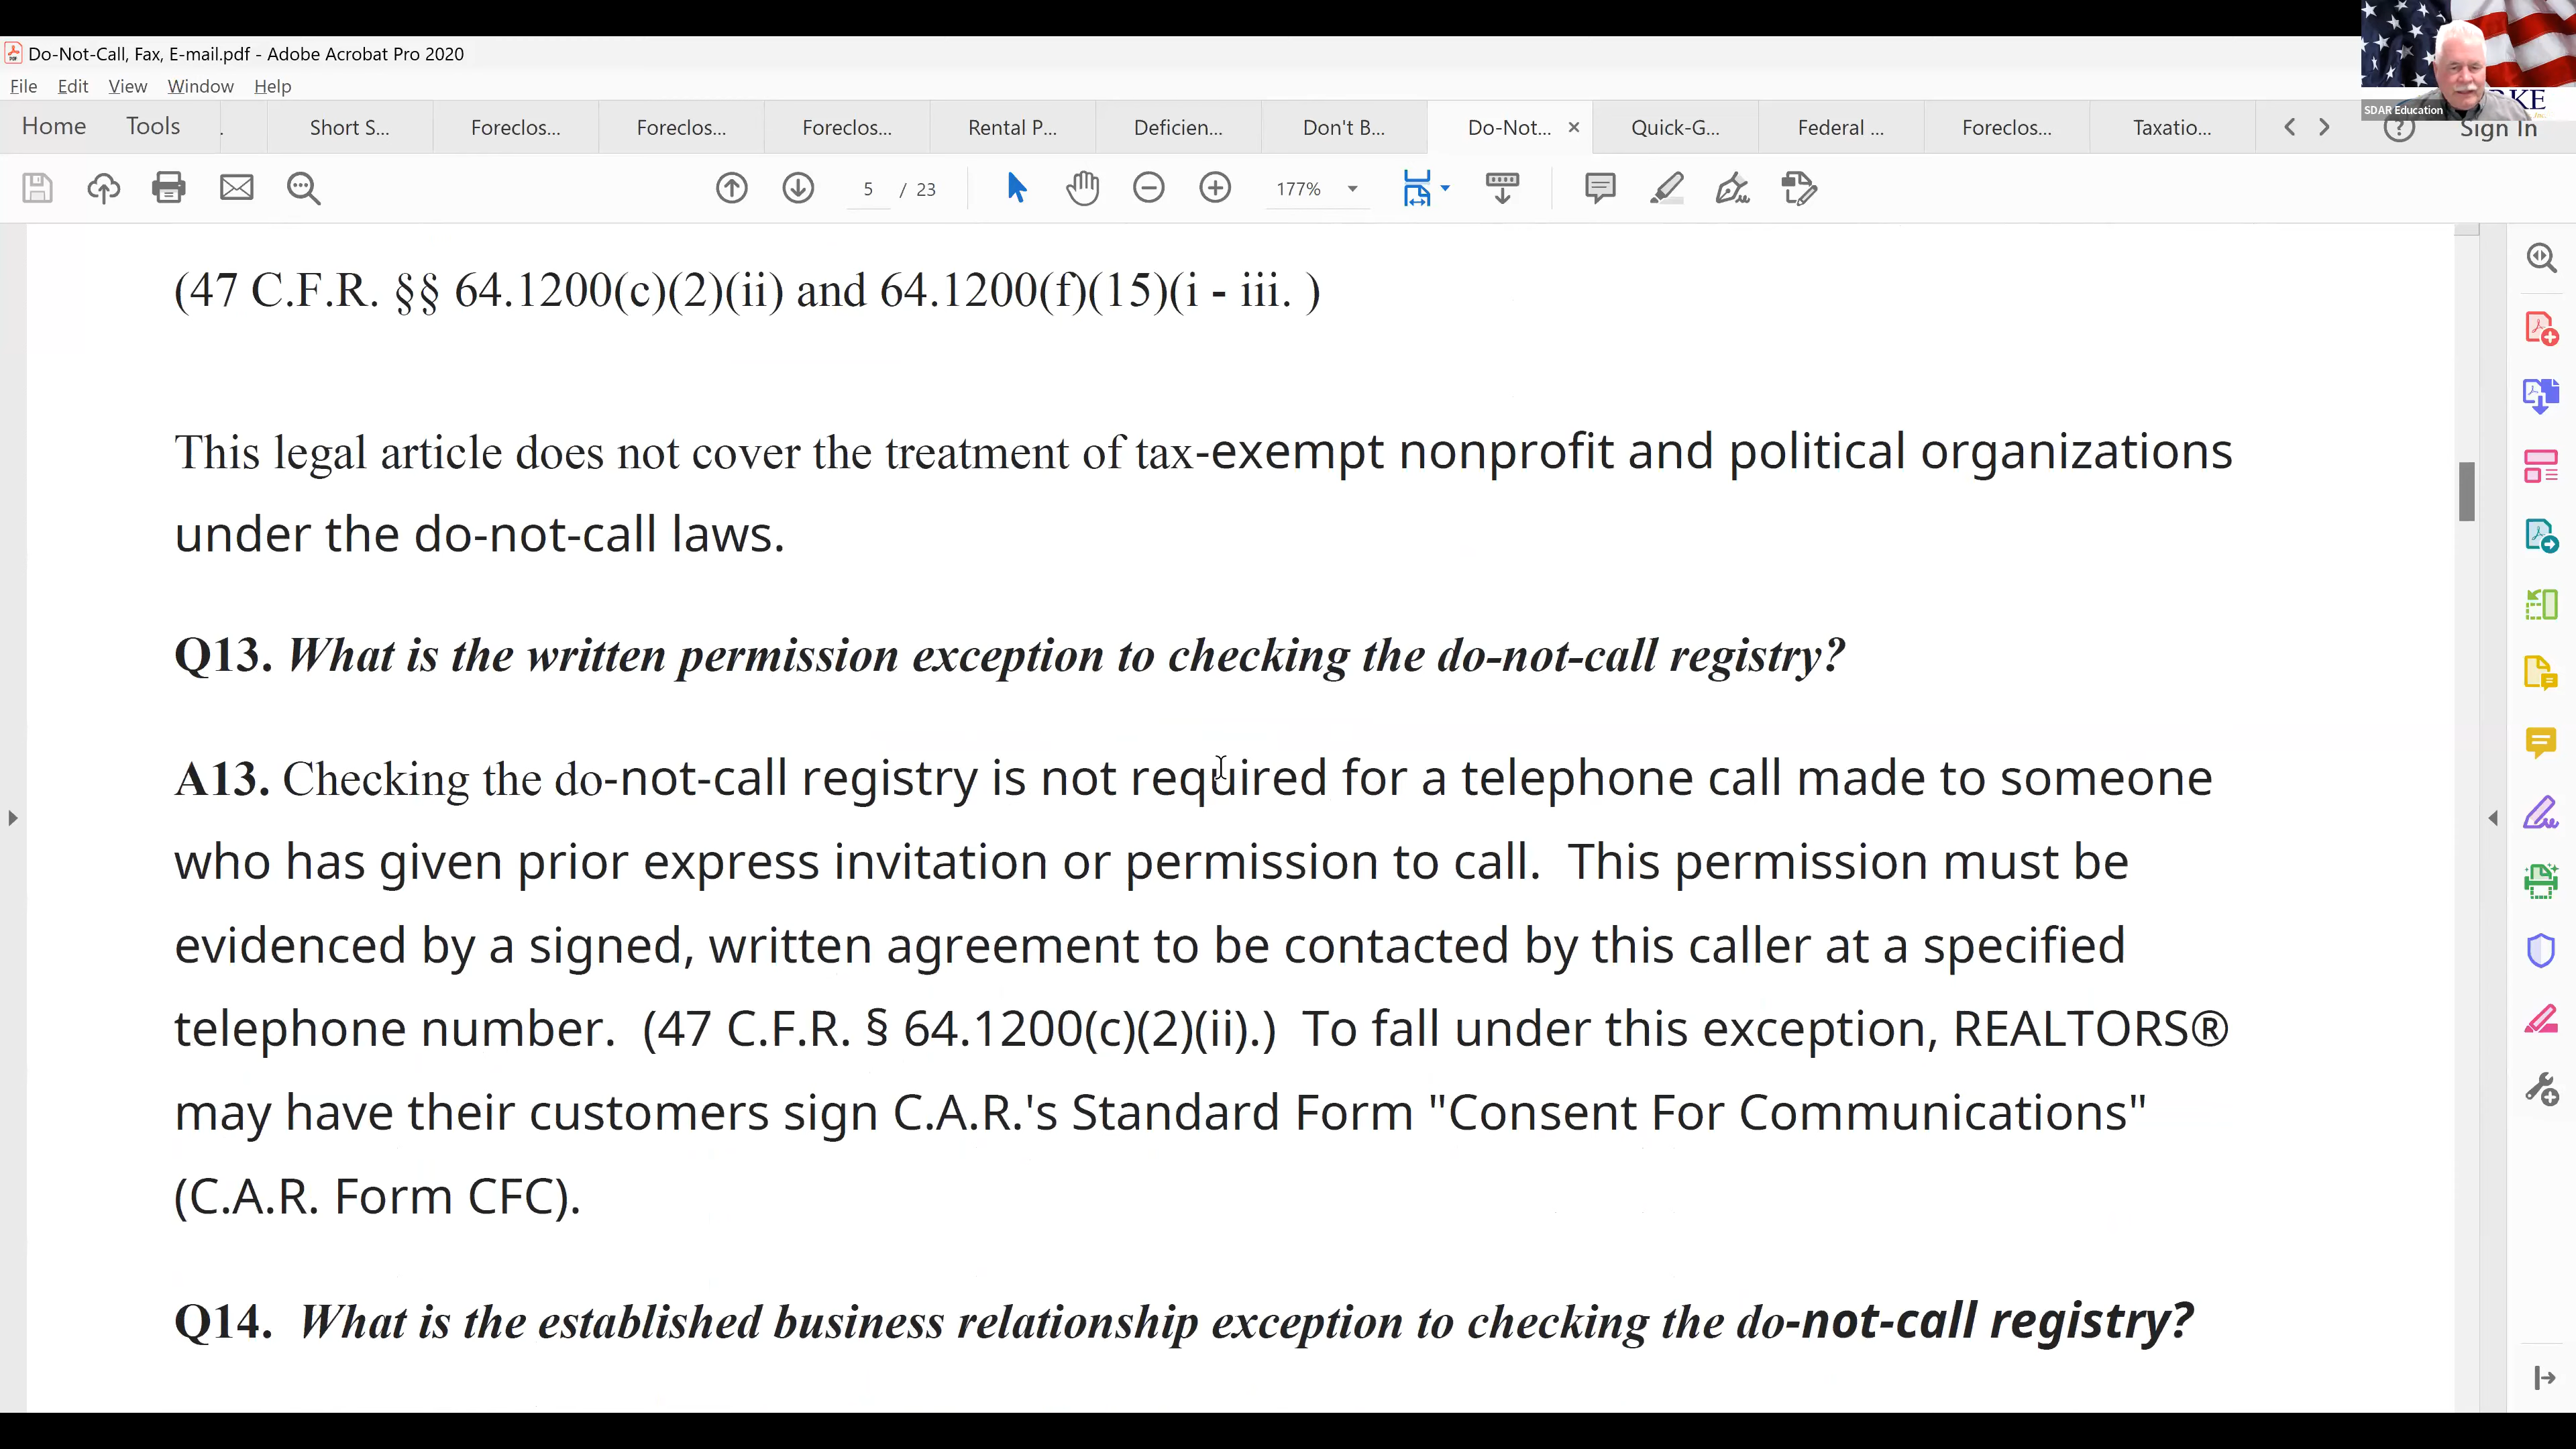 Do-Not-Call, Fax, E-mail.pdf - Adobe Acrobat Pro 2020
SDAR Education
File Edit View Window Help
Home Tools . Short S... Foreclos... Foreclos... Foreclos... Rental P... Deficien... Don't B... Do-Not... × Quick-G... Federal ... Foreclos... Taxatio... Sign In
5 / 23 177%
(47 C.F.R. §§ 64.1200(c)(2)(ii) and 64.1200(f)(15)(i - iii. )
This legal article does not cover the treatment of tax-exempt nonprofit and political organizations
under the do-not-call laws.
Q13. What is the written permission exception to checking the do-not-call registry?
A13. Checking the do-not-call registry is not required for a telephone call made to someone
who has given prior express invitation or permission to call.  This permission must be
evidenced by a signed, written agreement to be contacted by this caller at a specified
telephone number.  (47 C.F.R. § 64.1200(c)(2)(ii).)  To fall under this exception, REALTORS®
may have their customers sign C.A.R.'s Standard Form "Consent For Communications"
(C.A.R. Form CFC).
Q14.  What is the established business relationship exception to checking the do-not-call registry?